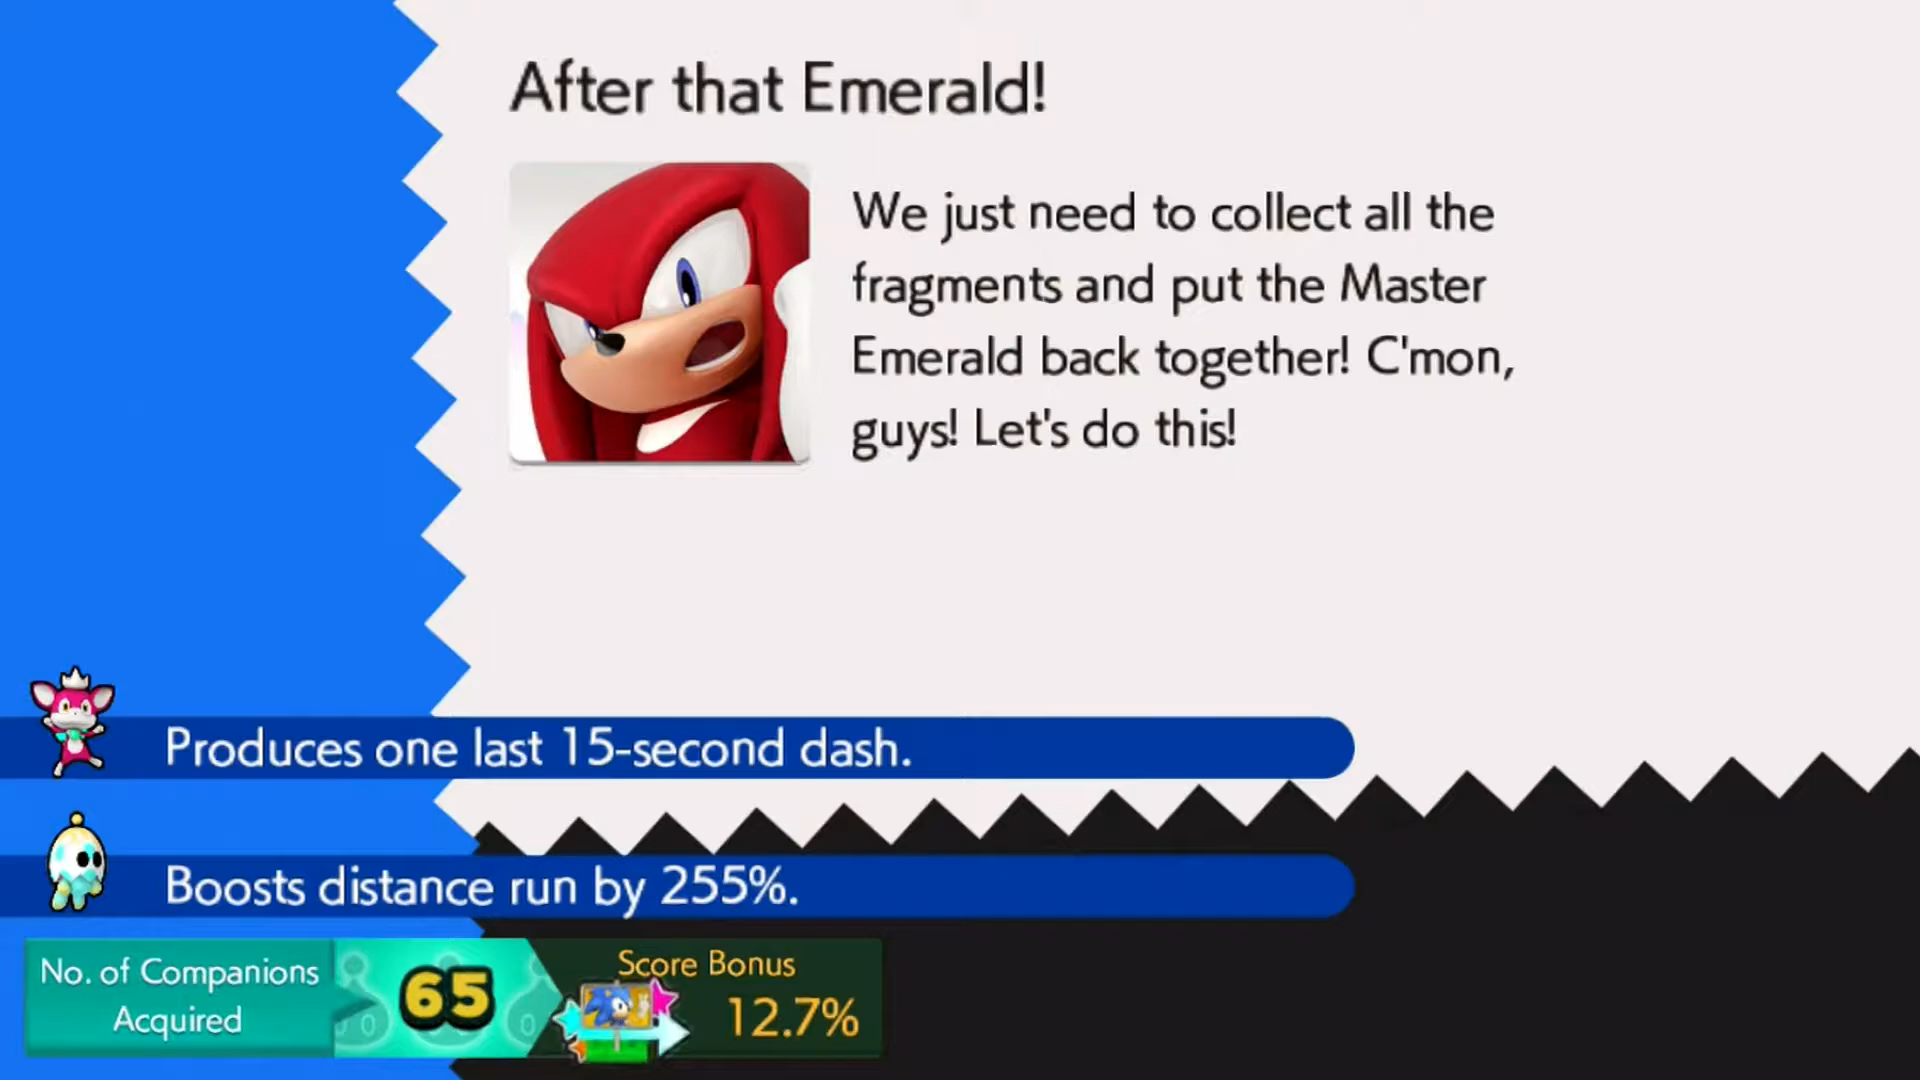 After that Emerald!
We just need to collect all the
fragments and put the Master
Emerald back together! C'mon,
guys! Let's do this!
Produces one last 15-second dash.
Boosts distance run by 255%.
No. of Companions
Acquired
65
Score Bonus
12.7%